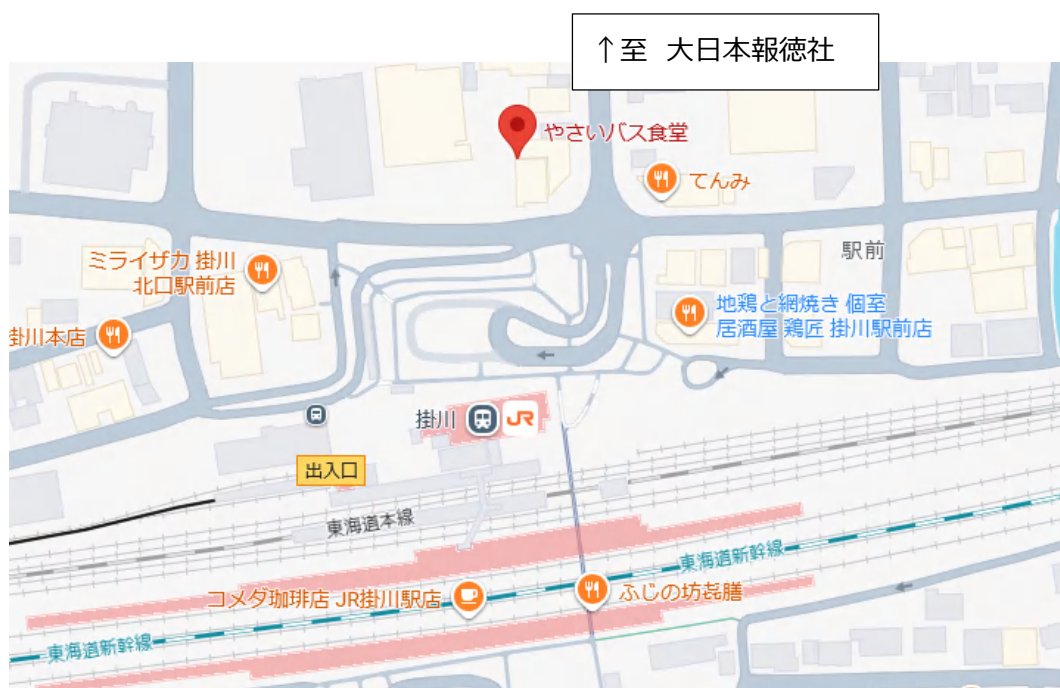 ↑至 大日本報徳社
やさいバス食堂
てんみ
駅前
ミライザカ 掛川
北口駅前店
地鶏と網焼き 個室
居酒屋 鶏匠 掛川駅前店
掛川本店
掛川
JR
出入口
東海道本線
東海道新幹線
コメダ珈琲店 JR掛川駅店
ふじの坊㐂膳
東海道新幹線